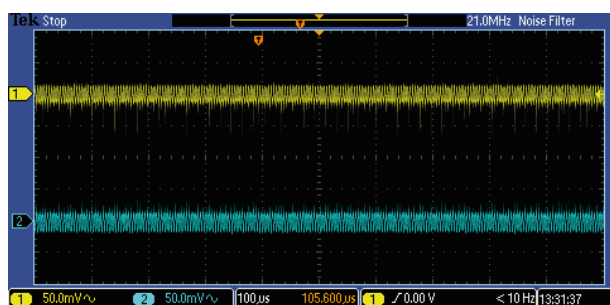 Tek Stop 21.0MHz Noise Filter
T
T
1
2
1 50.0mV 2 50.0mV 100µs 105.600µs 1 0.00 V < 10 Hz 13:31:37